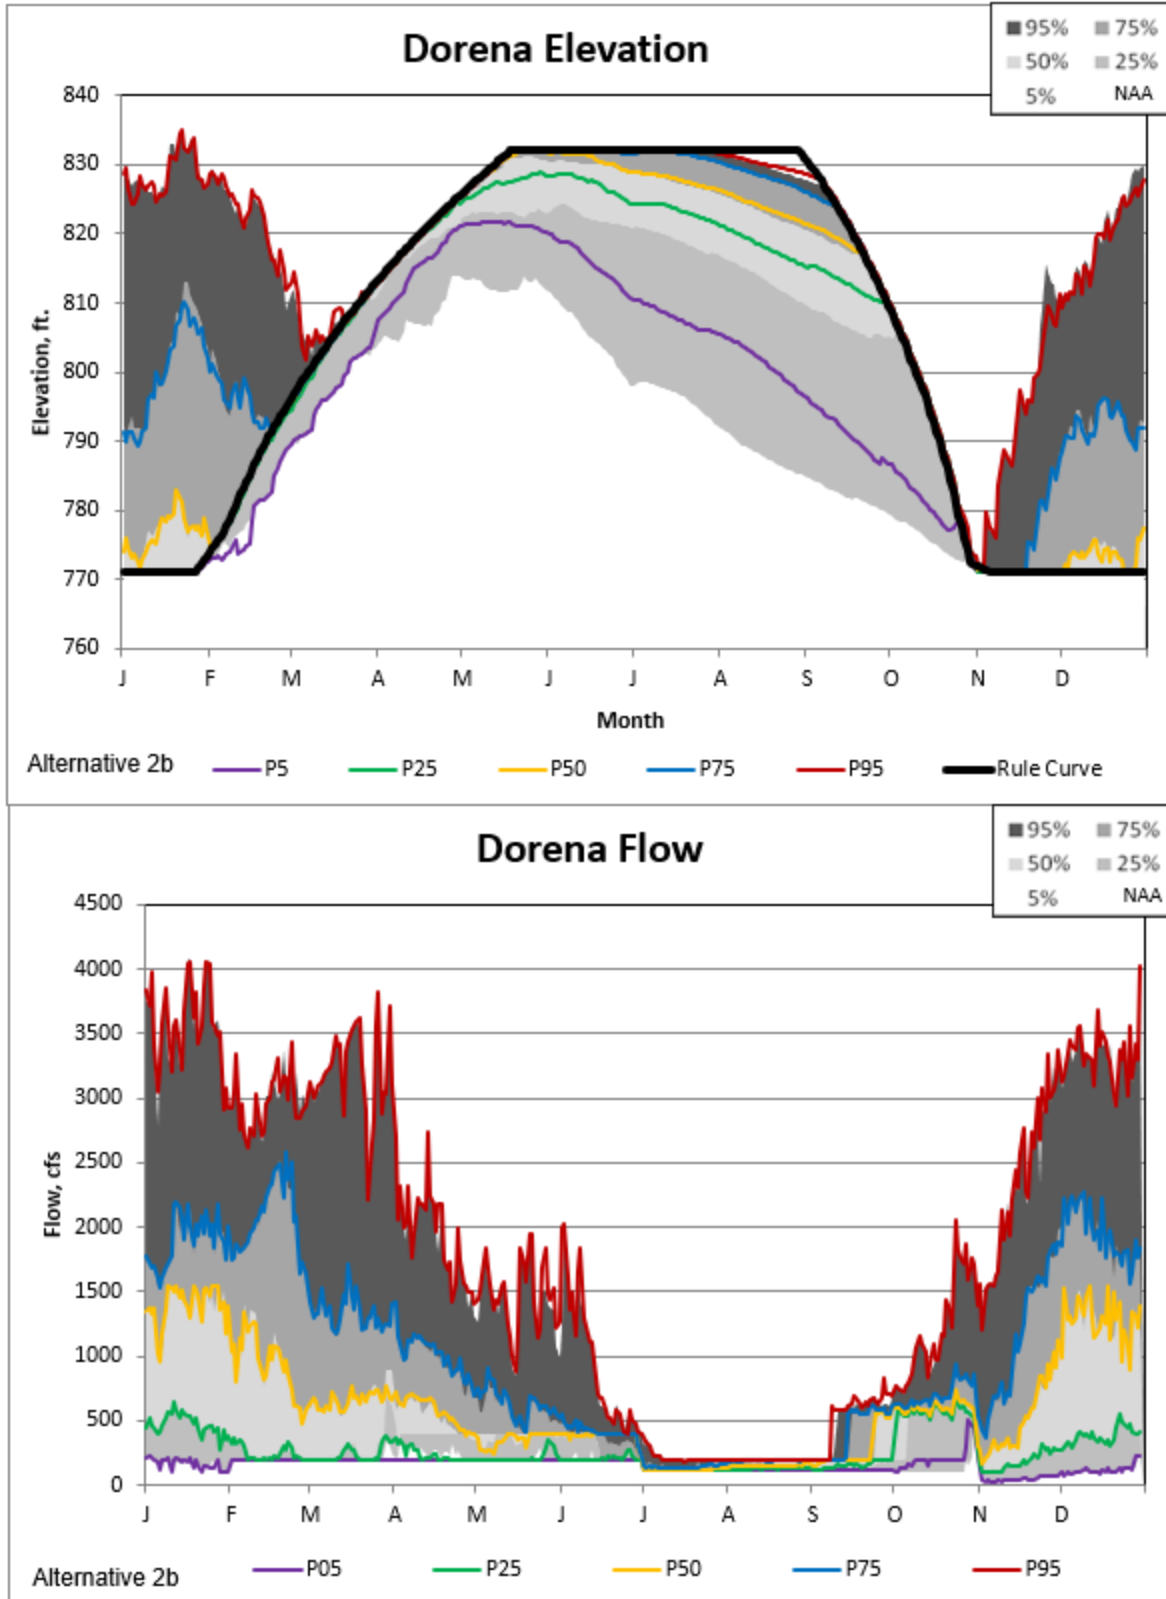 Dorena Elevation
95% 75%
50% 25%
5% NAA
840
830
820
810
800
790
780
770
760
Elevation, ft.
J F M A M J J A S O N D
Month
Alternative 2b P5 P25 P50 P75 P95 Rule Curve
Dorena Flow
95% 75%
50% 25%
5% NAA
4500
4000
3500
3000
2500
2000
1500
1000
500
0
Flow, cfs
J F M A M J J A S O N D
Alternative 2b P05 P25 P50 P75 P95